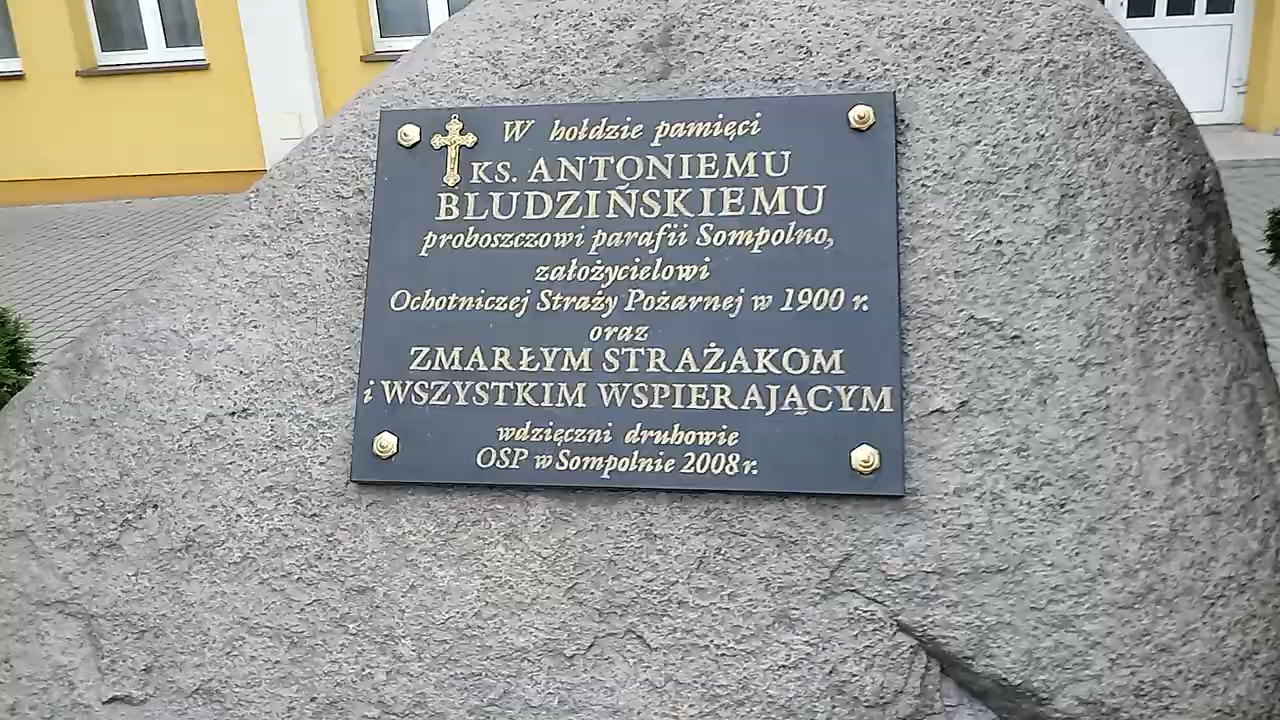 W hołdzie pamięci
KS. ANTONIEMU
BLUDZIŃSKIEMU
proboszczowi parafii Sompolno,
założycielowi
Ochotniczej Straży Pożarnej w 1900 r.
oraz
ZMARŁYM STRAŻAKOM
i WSZYSTKIM WSPIERAJĄCYM
wdzięczni druhowie
OSP w Sompolnie 2008 r.